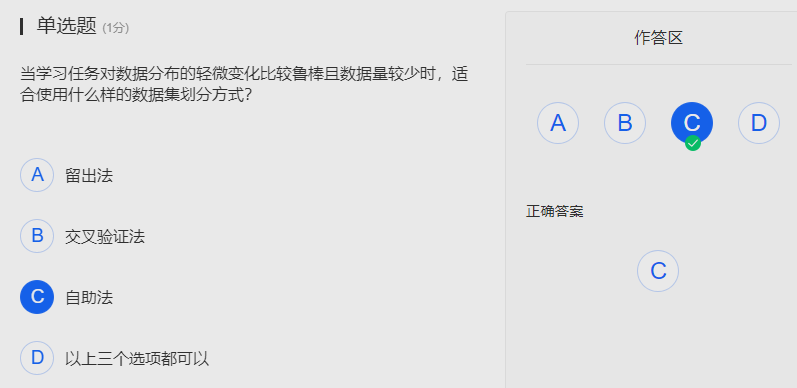 单选题 (1分)
当学习任务对数据分布的轻微变化比较鲁棒且数据量较少时，适
合使用什么样的数据集划分方式？
A 留出法
B 交叉验证法
C 自助法
D 以上三个选项都可以
作答区
A B C D
正确答案
C